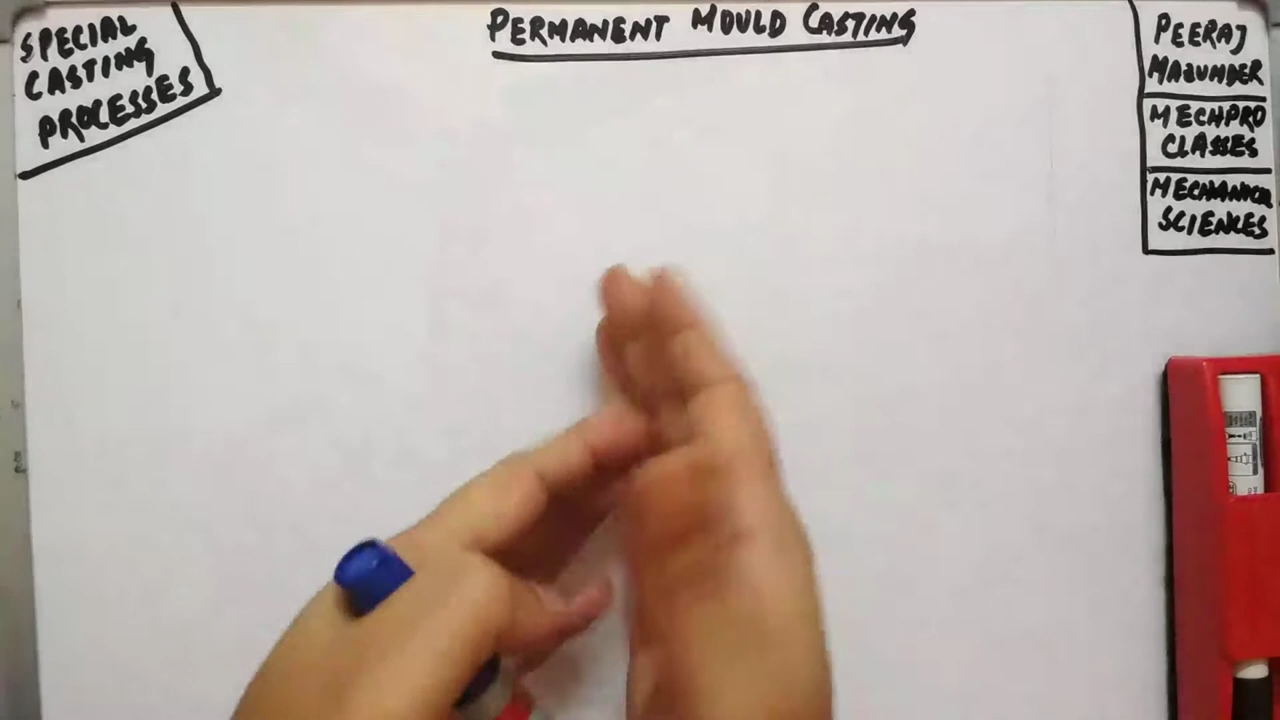 SPECIAL
CASTING
PROCESSES
PERMANENT MOULD CASTING
PEERAJ
MAJUMDER
MECHPRO
CLASSES
MECHANICAL
SCIENCES